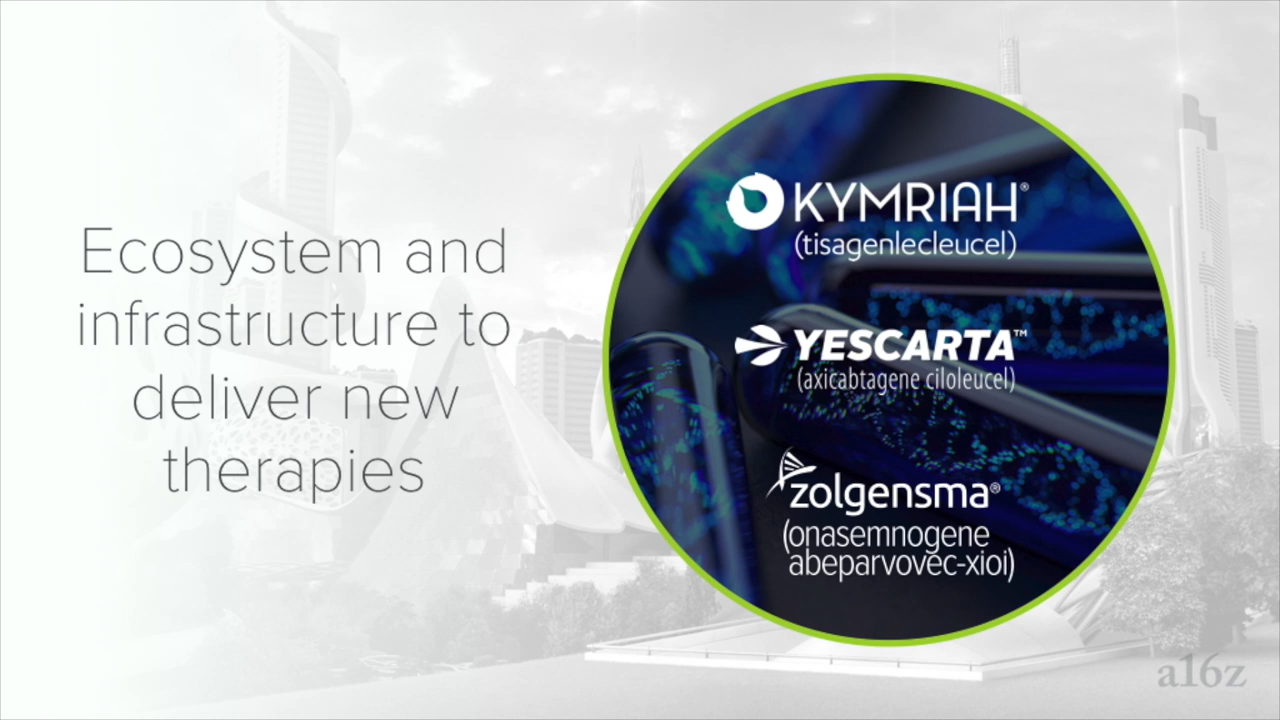 Ecosystem and
infrastructure to
deliver new
therapies
KYMRIAH®
(tisagenlecleucel)
YESCARTA™
(axicabtagene ciloleucel)
zolgensma®
(onasemnogene
abeparvovec-xioi)
a16z